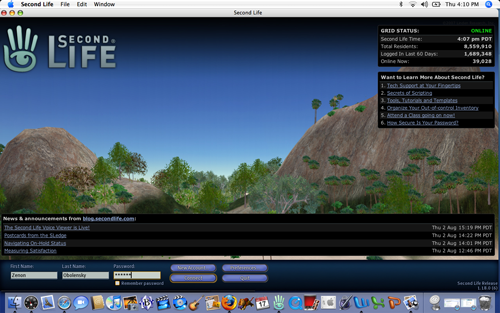 Second Life File Edit Window
Thu 4:10 PM
Second Life
SECOND
LIFE
GRID STATUS: ONLINE
Second Life Time: 4:07 pm PDT
Total Residents: 8,559,910
Logged In Last 60 Days: 1,689,348
Online Now: 39,028
Want to Learn More About Second Life?
1. Tech Support at Your Fingertips
2. Secrets of Scripting
3. Tools, Tutorials and Templates
4. Organize Your Out-of-control Inventory
5. Attend a Class going on now!
6. How Secure Is Your Password?
News & announcements from blog.secondlife.com:
The Second Life Voice Viewer is Live! Thu 2 Aug 15:19 PM PDT
Postcards from the SLedge Thu 2 Aug 14:22 PM PDT
Navigating On-Hold Status Thu 2 Aug 14:01 PM PDT
Measuring Satisfaction Thu 2 Aug 12:46 PM PDT
First Name: Last Name: Password
Zenon Obolensky ******
Remember password
Second Life Release
1.18.0 (6)
17